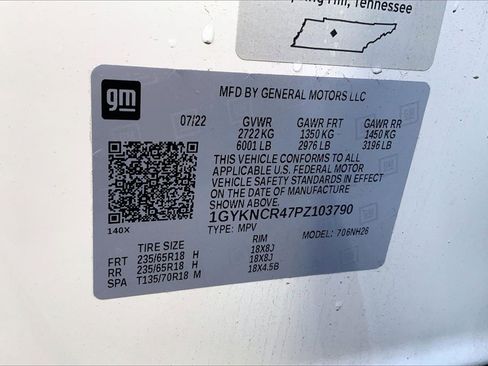 Hill, Tennessee
gm
MFD BY GENERAL MOTORS LLC
07/22 GVWR GAWR FRT GAWR RR
2722 KG 1350 KG 1450 KG
6001 LB 2976 LB 3196 LB
THIS VEHICLE CONFORMS TO ALL
APPLICABLE U.S. FEDERAL MOTOR
VEHICLE SAFETY STANDARDS IN EFFECT
ON THE DATE OF MANUFACTURE
SHOWN ABOVE.
1GYKNCR47PZ103790
140X TYPE: MPV MODEL: 706NH26
TIRE SIZE RIM
FRT 235/65R18 H 18X8J
RR 235/65R18 H 18X8J
SPA T135/70R18 M 18X4.5B